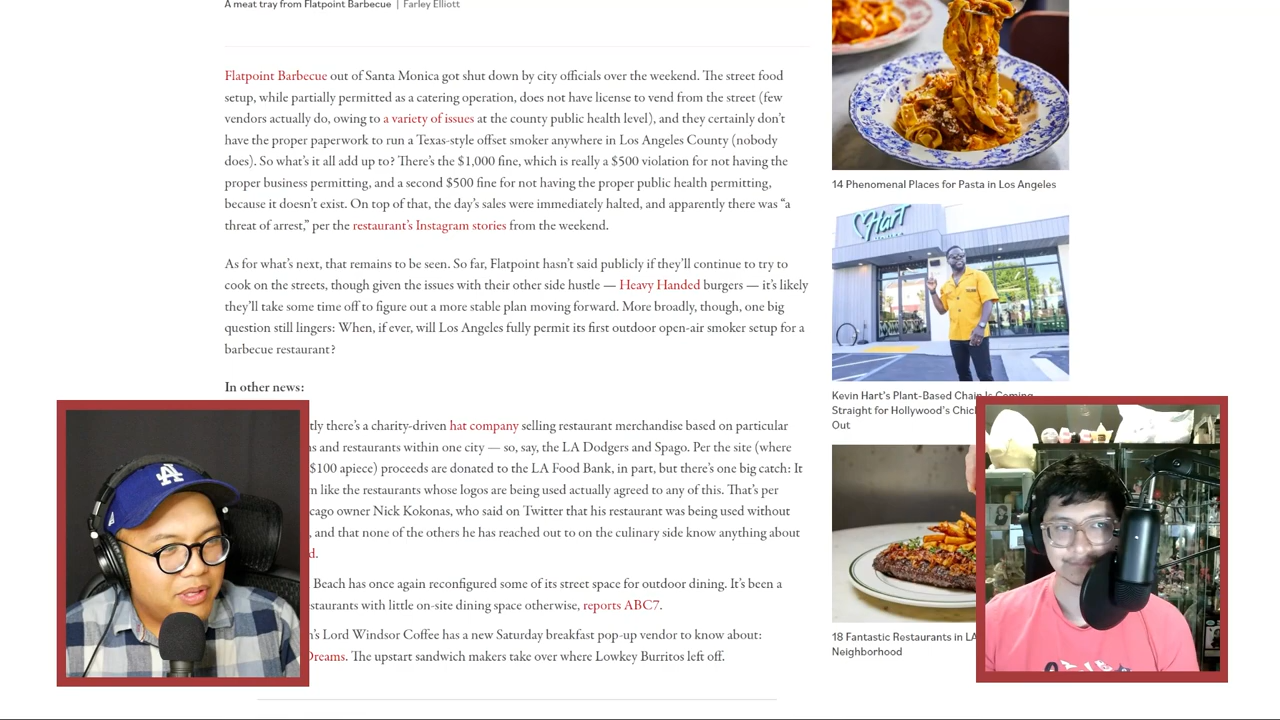 A meat tray from Flatpoint Barbecue | Farley Elliott
Flatpoint Barbecue out of Santa Monica got shut down by city officials over the weekend. The street food
setup, while partially permitted as a catering operation, does not have license to vend from the street (few
vendors actually do, owing to a variety of issues at the county public health level), and they certainly don't
have the proper paperwork to run a Texas-style offset smoker anywhere in Los Angeles County (nobody
does). So what's it all add up to? There's the $1,000 fine, which is really a $500 violation for not having the
proper business permitting, and a second $500 fine for not having the proper public health permitting,
because it doesn't exist. On top of that, the day's sales were immediately halted, and apparently there was “a
threat of arrest,” per the restaurant's Instagram stories from the weekend.
As for what's next, that remains to be seen. So far, Flatpoint hasn't said publicly if they'll continue to try to
cook on the streets, though given the issues with their other side hustle — Heavy Handed burgers — it's likely
they'll take some time off to figure out a more stable plan moving forward. More broadly, though, one big
question still lingers: When, if ever, will Los Angeles fully permit its first outdoor open-air smoker setup for a
barbecue restaurant?
In other news:
tly there's a charity-driven hat company selling restaurant merchandise based on particular
s and restaurants within one city — so, say, the LA Dodgers and Spago. Per the site (where
$100 apiece) proceeds are donated to the LA Food Bank, in part, but there's one big catch: It
m like the restaurants whose logos are being used actually agreed to any of this. That's per
cago owner Nick Kokonas, who said on Twitter that his restaurant was being used without
, and that none of the others he has reached out to on the culinary side know anything about
d.
Beach has once again reconfigured some of its street space for outdoor dining. It's been a
staurants with little on-site dining space otherwise, reports ABC7.
n's Lord Windsor Coffee has a new Saturday breakfast pop-up vendor to know about:
Dreams. The upstart sandwich makers take over where Lowkey Burritos left off.
14 Phenomenal Places for Pasta in Los Angeles
Hart
Kevin Hart's Plant-Based Chain Is Coming
Straight for Hollywood's Chick
Out
18 Fantastic Restaurants in LA
Neighborhood
LA